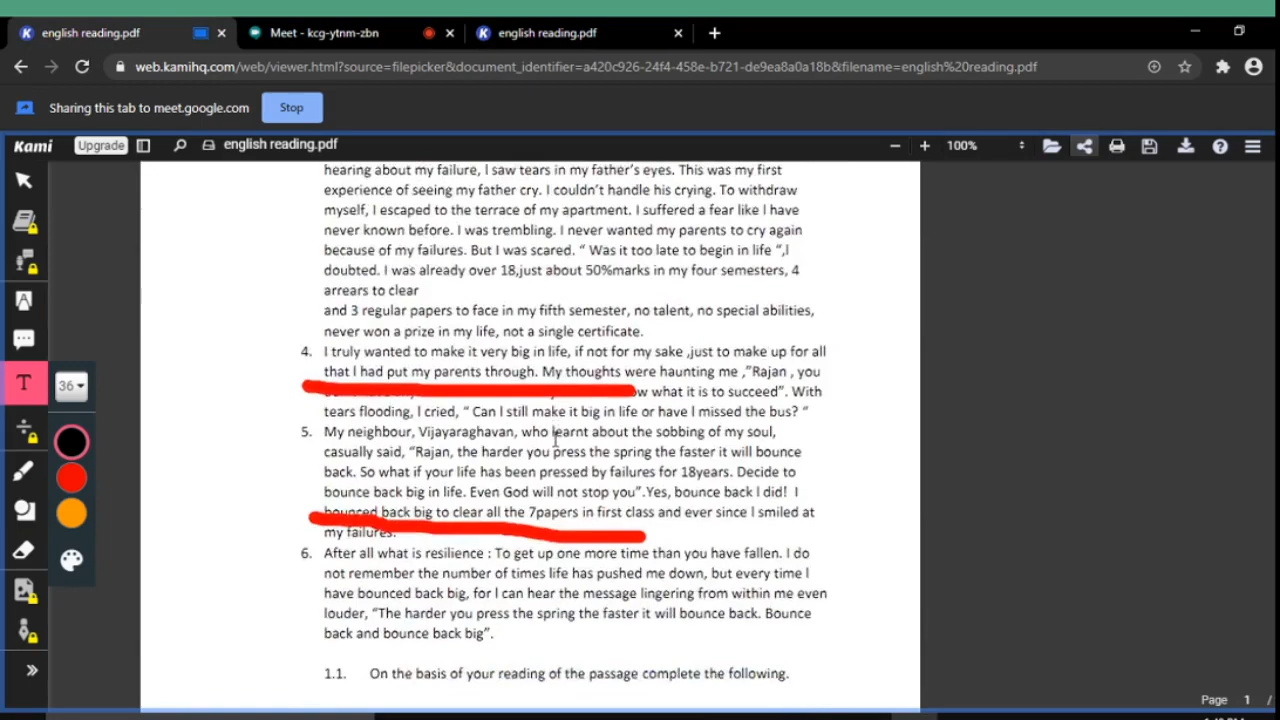 english reading.pdf
Meet - kcg-ytnm-zbn
english reading.pdf
web.kamihq.com/web/viewer.html?source=filepicker&document_identifier=a420c926-24f4-458e-b721-de9ea8a0a18b&filename=english%20reading.pdf
Sharing this tab to meet.google.com Stop
Kami Upgrade english reading.pdf 100%
hearing about my failure, I saw tears in my father's eyes. This was my first
experience of seeing my father cry. I couldn't handle his crying. To withdraw
myself, I escaped to the terrace of my apartment. I suffered a fear like I have
never known before. I was trembling. I never wanted my parents to cry again
because of my failures. But I was scared. " Was it too late to begin in life ",I
doubted. I was already over 18,just about 50%marks in my four semesters, 4
arrears to clear
and 3 regular papers to face in my fifth semester, no talent, no special abilities,
never won a prize in my life, not a single certificate.
4. I truly wanted to make it very big in life, if not for my sake ,just to make up for all
that I had put my parents through. My thoughts were haunting me ,"Rajan , you
what it is to succeed". With
tears flooding, I cried, " Can I still make it big in life or have I missed the bus? "
5. My neighbour, Vijayaraghavan, who learnt about the sobbing of my soul,
casually said, "Rajan, the harder you press the spring the faster it will bounce
back. So what if your life has been pressed by failures for 18years. Decide to
bounce back big in life. Even God will not stop you".Yes, bounce back I did! I
bounced back big to clear all the 7papers in first class and ever since I smiled at
my failures.
6. After all what is resilience : To get up one more time than you have fallen. I do
not remember the number of times life has pushed me down, but every time I
have bounced back big, for I can hear the message lingering from within me even
louder, "The harder you press the spring the faster it will bounce back. Bounce
back and bounce back big".
1.1. On the basis of your reading of the passage complete the following.
36
Page 1 /